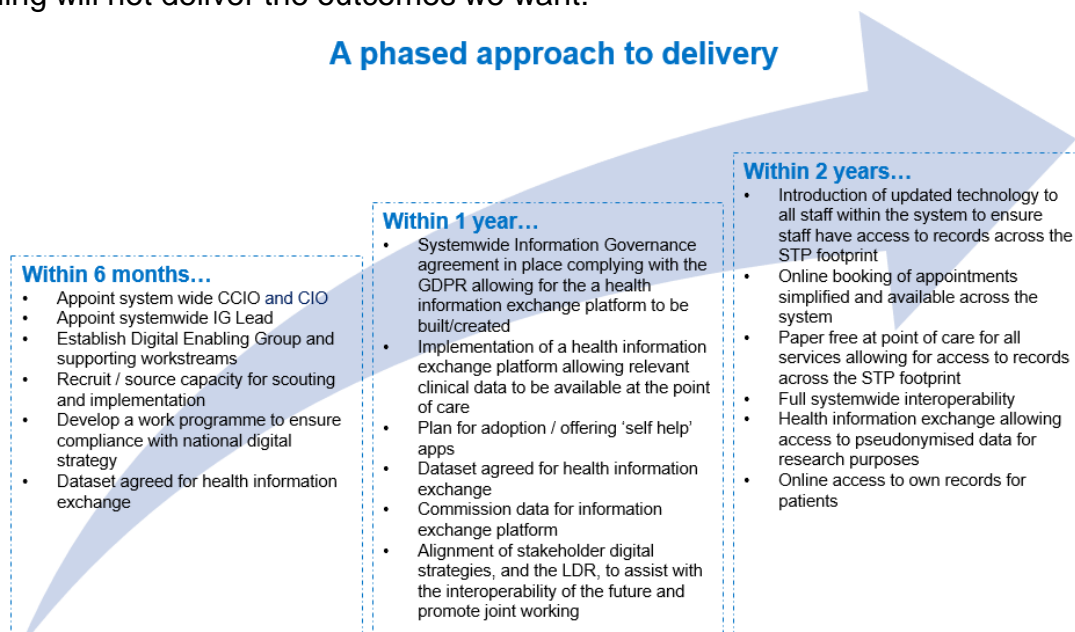 will not deliver the outcomes we want.
A phased approach to delivery
Within 6 months…
• Appoint system wide CCIO and CIO
• Appoint systemwide IG Lead
• Establish Digital Enabling Group and
supporting workstreams
• Recruit / source capacity for scouting
and implementation
• Develop a work programme to ensure
compliance with national digital
strategy
• Dataset agreed for health information
exchange
Within 1 year…
• Systemwide Information Governance
agreement in place complying with the
GDPR allowing for the a health
information exchange platform to be
built/created
• Implementation of a health information
exchange platform allowing relevant
clinical data to be available at the point
of care
• Plan for adoption / offering ‘self help’
apps
• Dataset agreed for health information
exchange
• Commission data for information
exchange platform
• Alignment of stakeholder digital
strategies, and the LDR, to assist with
the interoperability of the future and
promote joint working
Within 2 years…
• Introduction of updated technology to
all staff within the system to ensure
staff have access to records across the
STP footprint
• Online booking of appointments
simplified and available across the
system
• Paper free at point of care for all
services allowing for access to records
across the STP footprint
• Full systemwide interoperability
• Health information exchange allowing
access to pseudonymised data for
research purposes
• Online access to own records for
patients